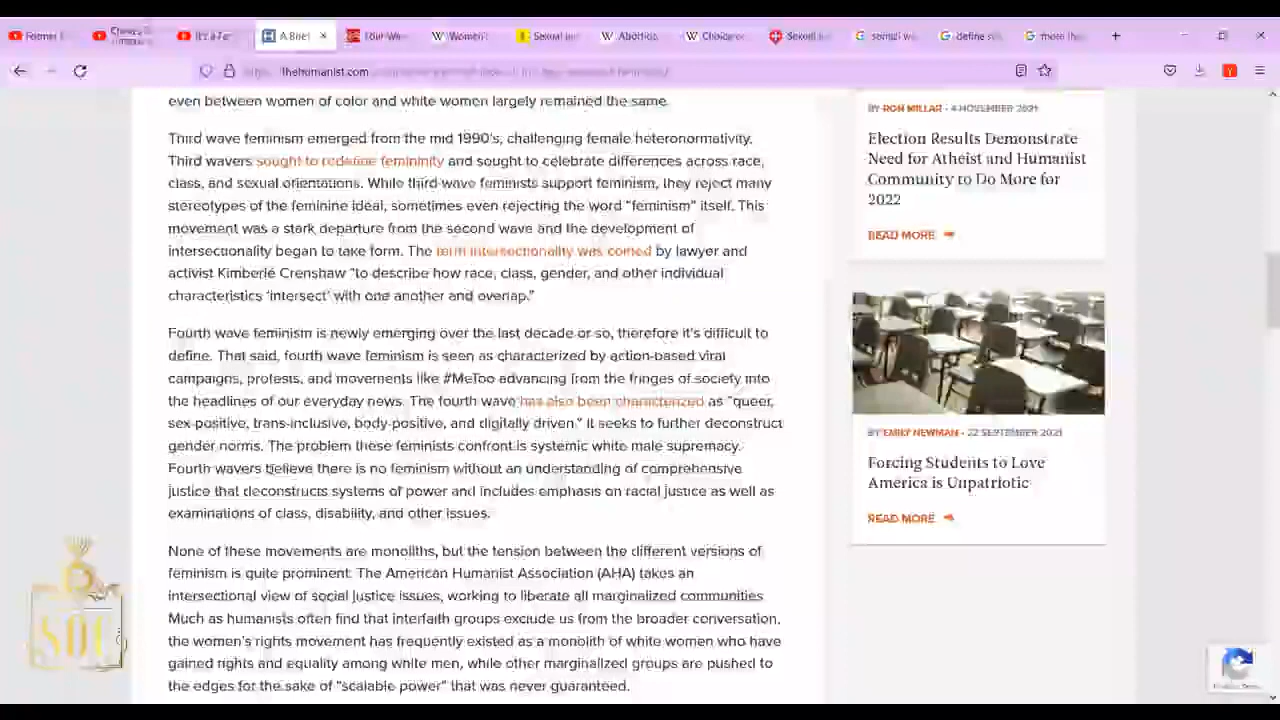 Former
It's a Tar
A Brief
Women'
Sexual
Abortion
Choice
Sexual
define
more the
thehumanist.com
even between women of color and white women largely remained the same.
Third wave feminism emerged from the mid 1990's, challenging female heteronormativity.
Third wavers sought to redefine femininity and sought to celebrate differences across race,
class, and sexual orientations. While third-wave feminists support feminism, they reject many
stereotypes of the feminine ideal, sometimes even rejecting the word "feminism" itself. This
movement was a stark departure from the second wave and the development of
intersectionality began to take form. The term intersectionality was coined by lawyer and
activist Kimberlé Crenshaw "to describe how race, class, gender, and other individual
characteristics 'intersect' with one another and overlap."
Fourth wave feminism is newly emerging over the last decade or so, therefore it's difficult to
define. That said, fourth wave feminism is seen as characterized by action-based viral
campaigns, protests, and movements like #MeToo advancing from the fringes of society into
the headlines of our everyday news. The fourth wave has also been characterized as "queer,
sex-positive, trans-inclusive, body-positive, and digitally driven." It seeks to further deconstruct
gender norms. The problem these feminists confront is systemic white male supremacy.
Fourth wavers believe there is no feminism without an understanding of comprehensive
justice that deconstructs systems of power and includes emphasis on racial justice as well as
examinations of class, disability, and other issues.
None of these movements are monoliths, but the tension between the different versions of
feminism is quite prominent. The American Humanist Association (AHA) takes an
intersectional view of social justice issues, working to liberate all marginalized communities
Much as humanists often find that interfaith groups exclude us from the broader conversation,
the women's rights movement has frequently existed as a monolith of white women who have
gained rights and equality among white men, while other marginalized groups are pushed to
the edges for the sake of "scalable power" that was never guaranteed.
BY RON MILLAR • 4 NOVEMBER 2021
Election Results Demonstrate
Need for Atheist and Humanist
Community to Do More for
2022
READ MORE
BY EMILY NEWMAN • 22 SEPTEMBER 2021
Forcing Students to Love
America is Unpatriotic
READ MORE